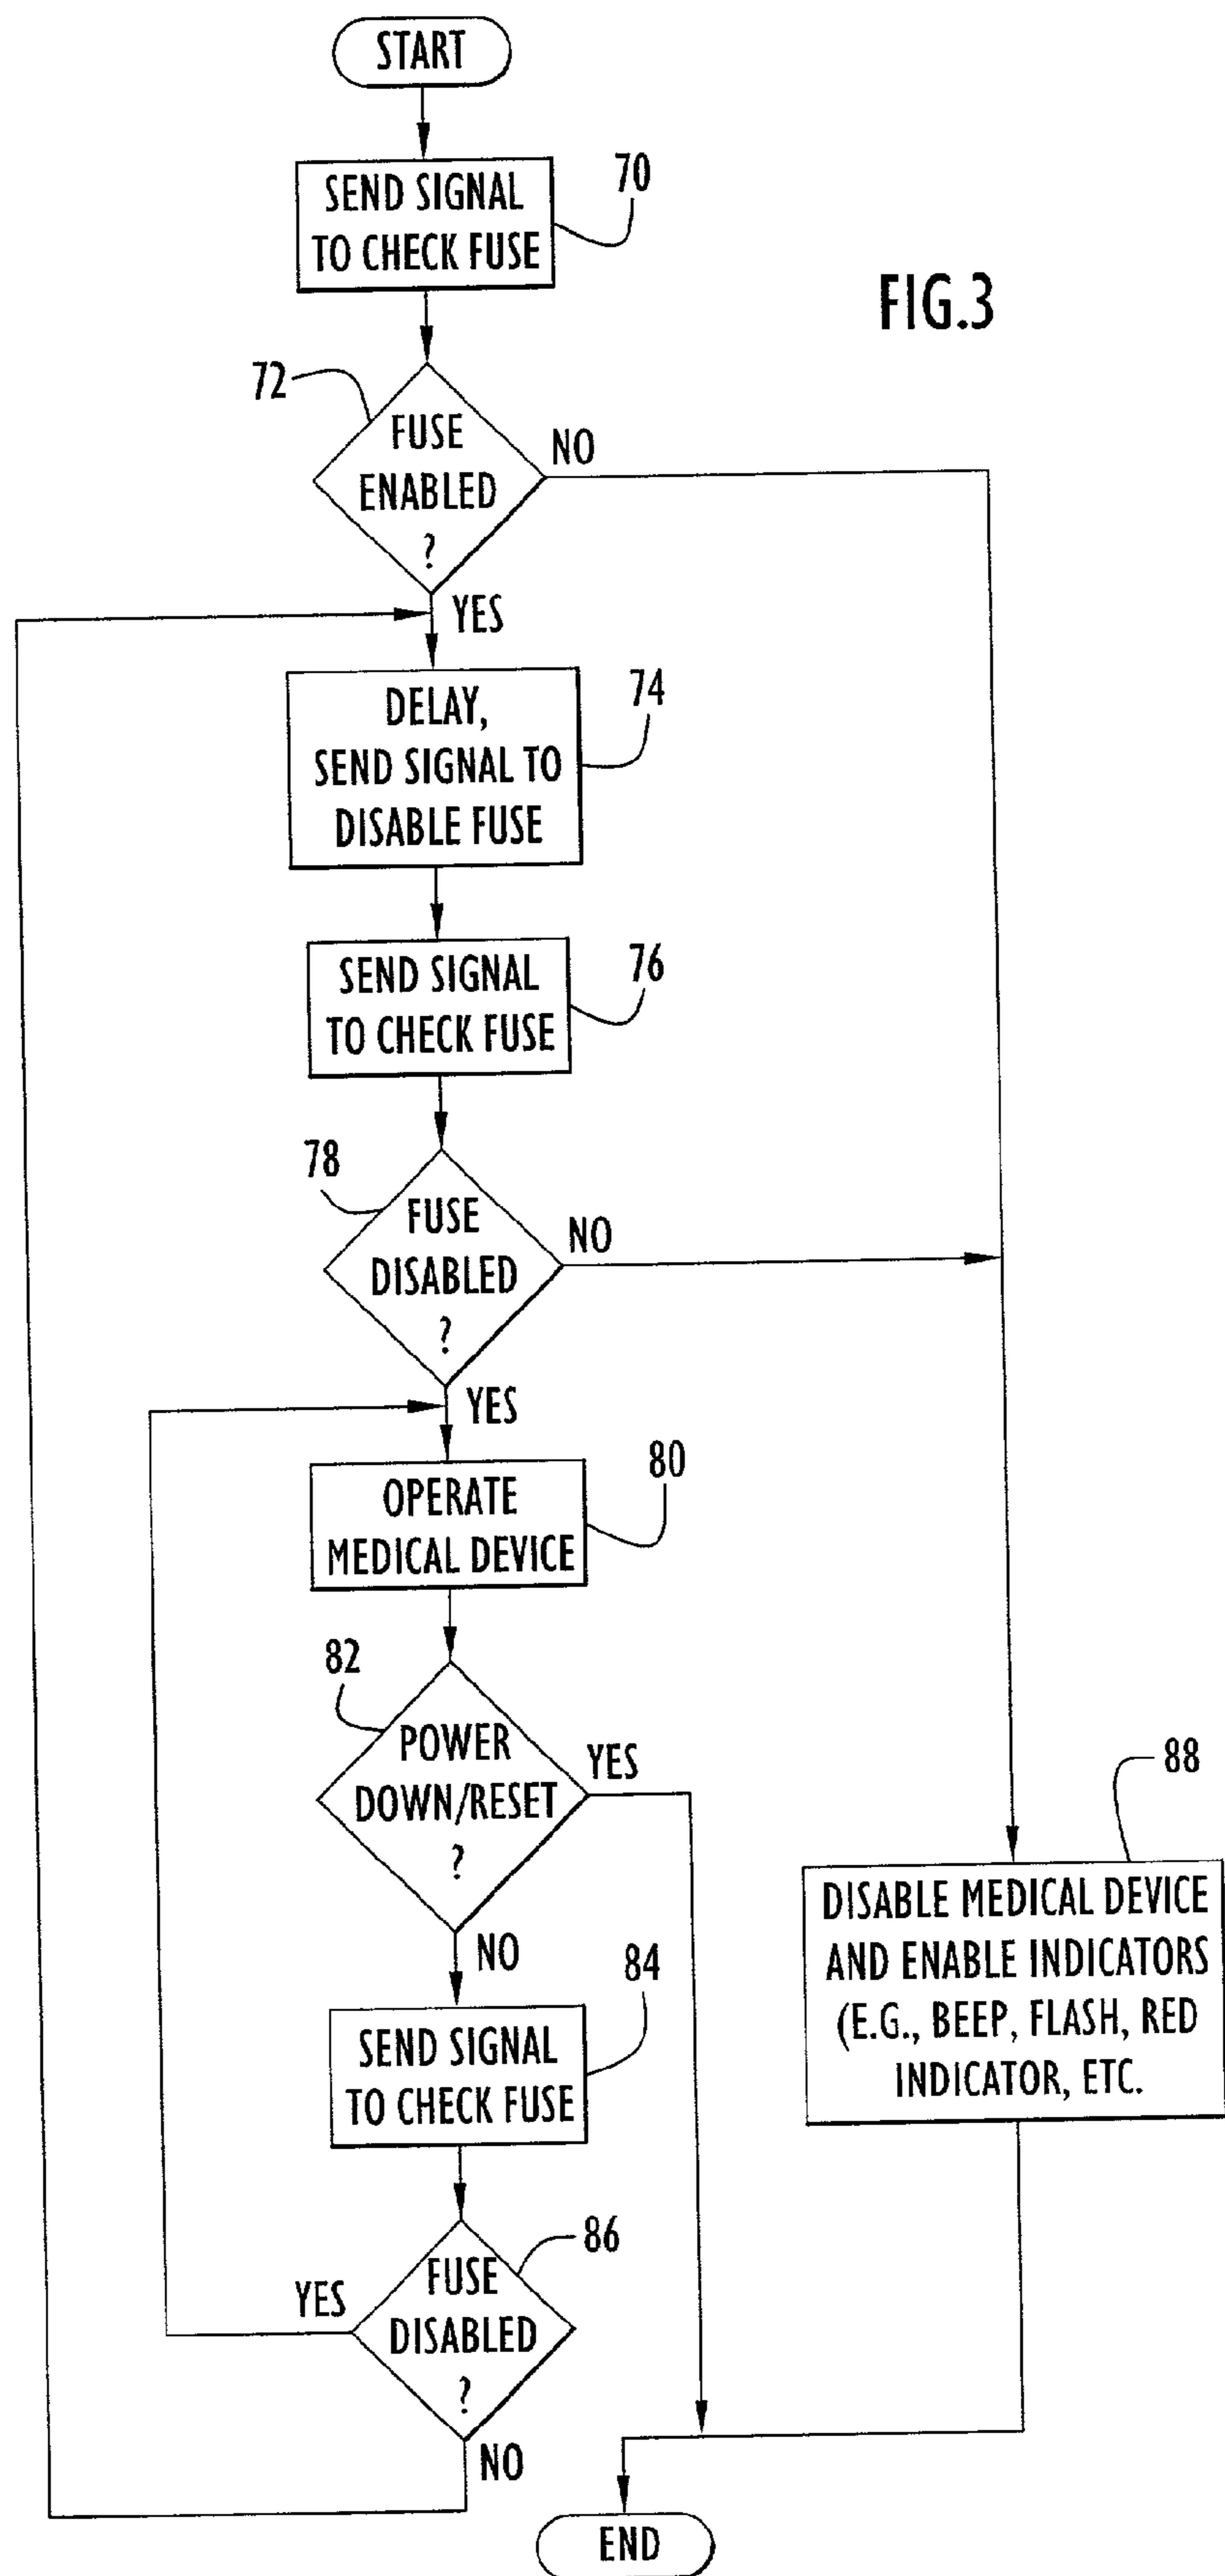 START
SEND SIGNAL
TO CHECK FUSE
70
FIG.3
72
FUSE
ENABLED
?
NO
YES
DELAY,
SEND SIGNAL TO
DISABLE FUSE
74
SEND SIGNAL
TO CHECK FUSE
76
78
FUSE
DISABLED
?
NO
YES
OPERATE
MEDICAL DEVICE
80
82
POWER
DOWN/RESET
?
YES
NO
88
DISABLE MEDICAL DEVICE
AND ENABLE INDICATORS
(E.G., BEEP, FLASH, RED
INDICATOR, ETC.
SEND SIGNAL
TO CHECK FUSE
84
86
FUSE
DISABLED
?
YES
NO
END